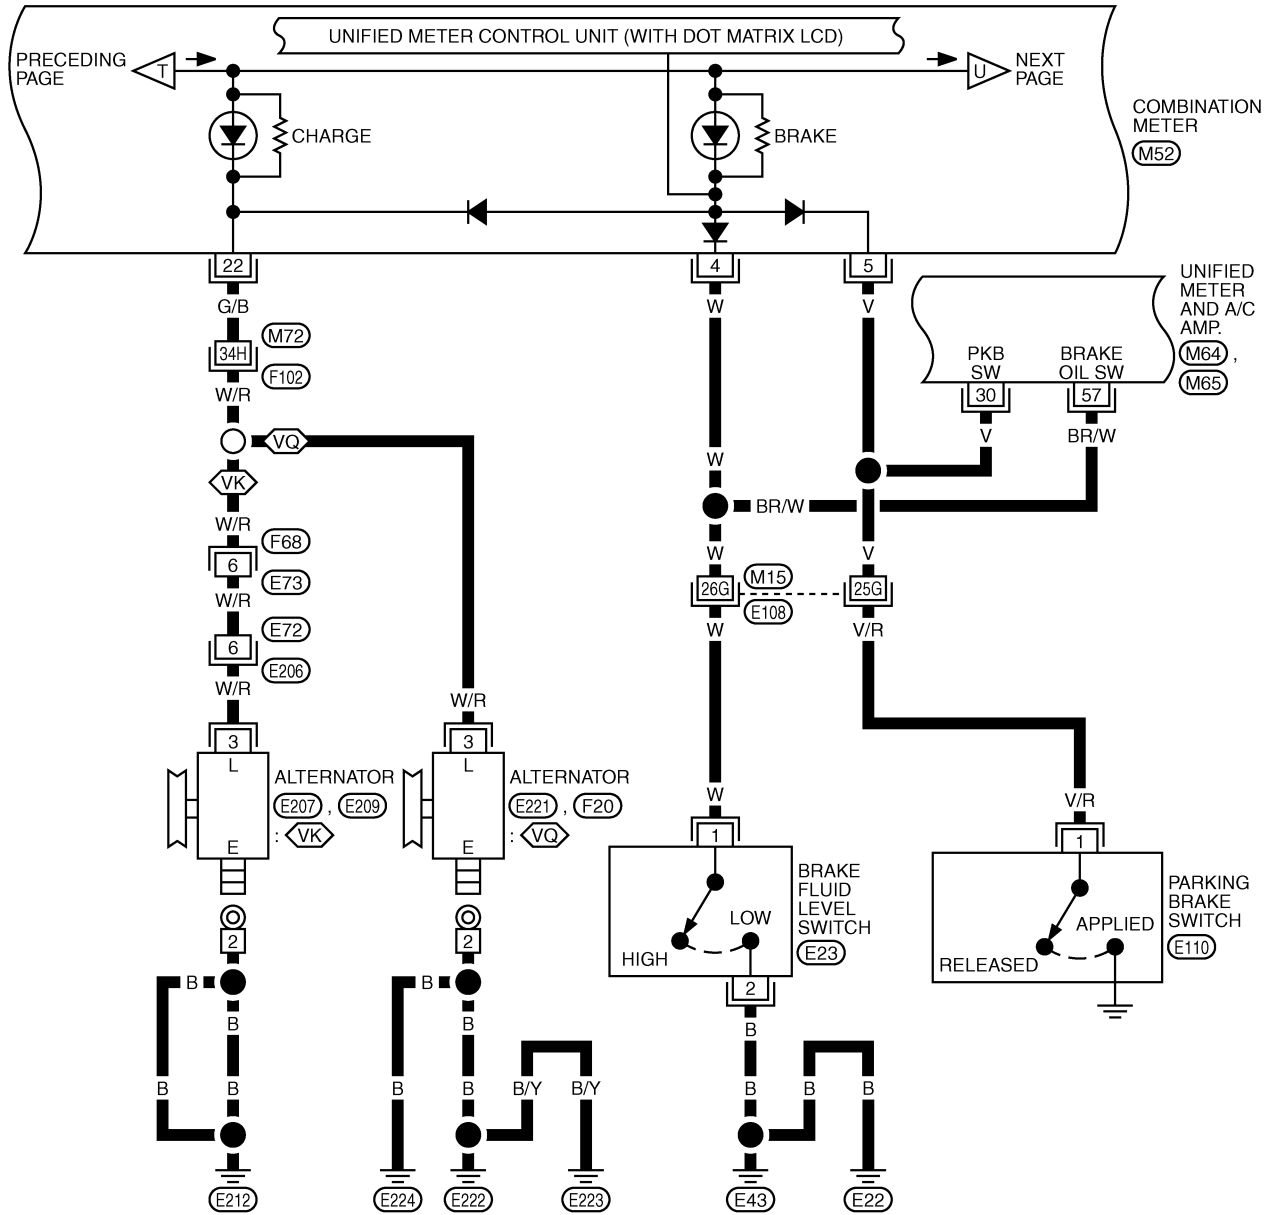 UNIFIED METER CONTROL UNIT (WITH DOT MATRIX LCD)
PRECEDING
PAGE
T
U
NEXT
PAGE
COMBINATION
METER
M52
CHARGE
BRAKE
22
4
5
G/B
W
V
UNIFIED
METER
AND A/C
AMP.
M64 ,
M65
PKB
SW
BRAKE
OIL SW
30
57
V
BR/W
34H
M72
F102
W/R
VQ
VK
W
BR/W
W/R
F68
6
E73
W/R
E72
6
E206
W/R
W
V
26G
M15
E108
25G
W
V/R
W/R
3
L
E
ALTERNATOR
E207 , E209
: VK
3
L
E
ALTERNATOR
E221 , F20
: VQ
W
1
BRAKE
FLUID
LEVEL
SWITCH
E23
LOW
HIGH
2
V/R
1
PARKING
BRAKE
SWITCH
E110
APPLIED
RELEASED
2
2
B
B
B
B
B
B
B
B
B
B/Y
B/Y
B
B
B
E212
E224
E222
E223
E43
E22